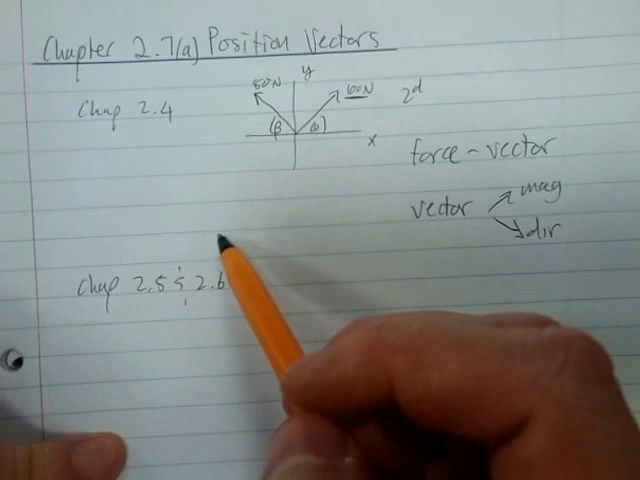 Chapter 2.7(a) Position Vectors
Chap 2.4
y
50N
100N
(β
(θ)
x
2d
force - vector
vector
mag
dir
Chap 2.5 & 2.6